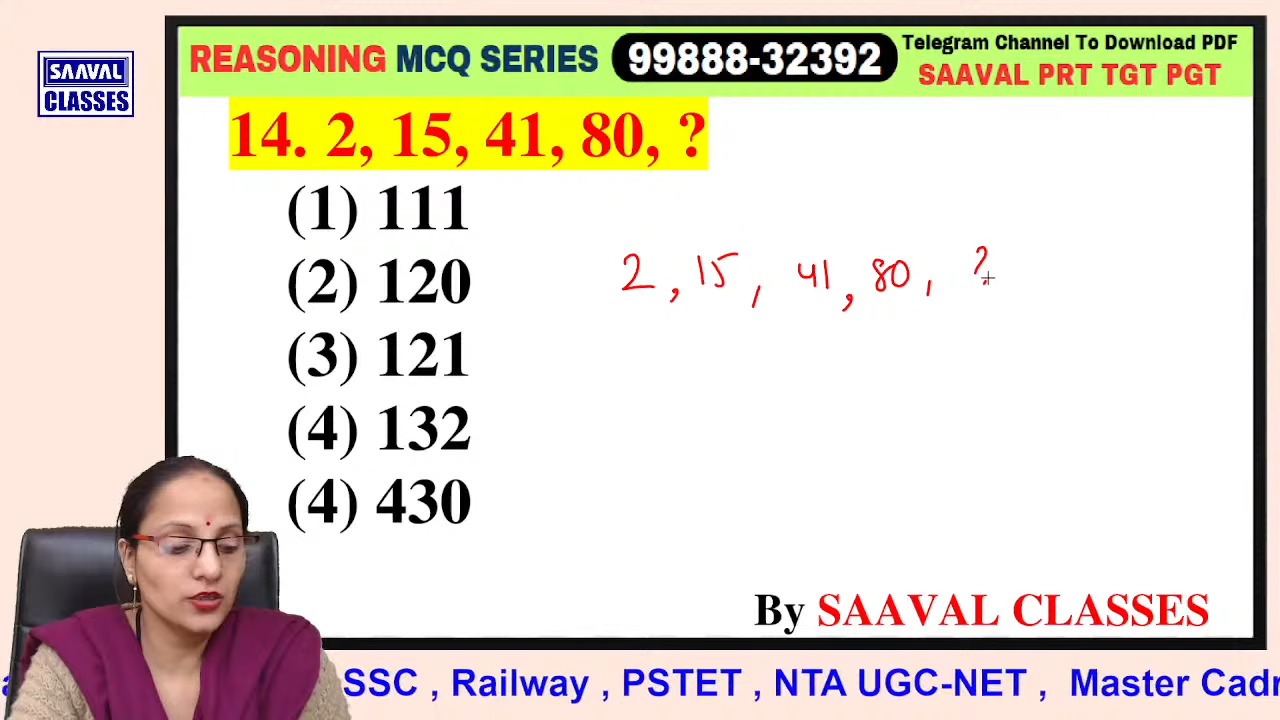 SAAVAL
CLASSES
REASONING MCQ SERIES
99888-32392
Telegram Channel To Download PDF
SAAVAL PRT TGT PGT
14. 2, 15, 41, 80, ?
(1) 111
(2) 120
(3) 121
(4) 132
(4) 430
2, 15, 41, 80, ?
By SAAVAL CLASSES
SSC , Railway , PSTET , NTA UGC-NET , Master Cadr